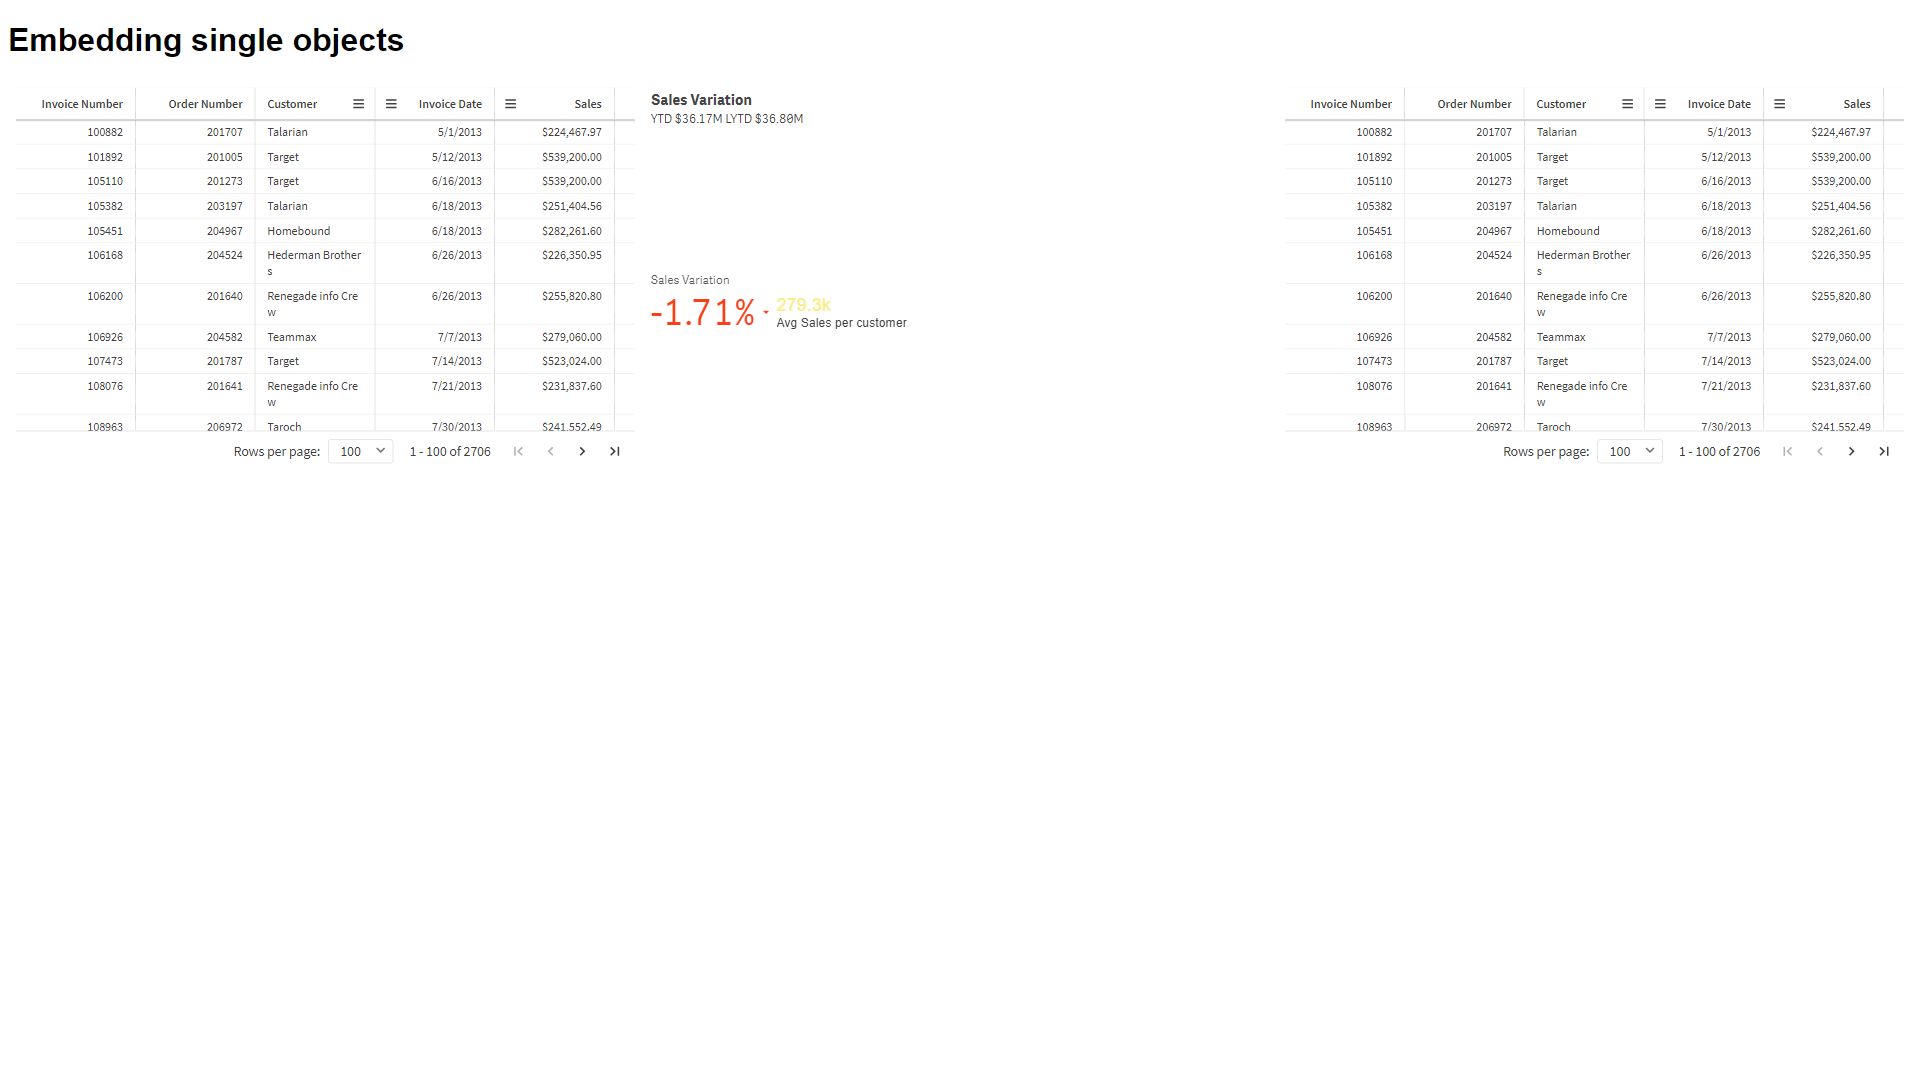 Embedding single objects
Invoice Number Order Number Customer Invoice Date Sales
100882 201707 Talarian 5/1/2013 $224,467.97
101892 201005 Target 5/12/2013 $539,200.00
105110 201273 Target 6/16/2013 $539,200.00
105382 203197 Talarian 6/18/2013 $251,404.56
105451 204967 Homebound 6/18/2013 $282,261.60
106168 204524 Hederman Brother 6/26/2013 $226,350.95
s
106200 201640 Renegade info Cre 6/26/2013 $255,820.80
w
106926 204582 Teammax 7/7/2013 $279,060.00
107473 201787 Target 7/14/2013 $523,024.00
108076 201641 Renegade info Cre 7/21/2013 $231,837.60
w
108963 206972 Taroch 7/30/2013 $241,552.49
Rows per page: 100 1 - 100 of 2706
Sales Variation
YTD $36.17M LYTD $36.80M
Sales Variation
-1.71%
279.3k
Avg Sales per customer
Invoice Number Order Number Customer Invoice Date Sales
100882 201707 Talarian 5/1/2013 $224,467.97
101892 201005 Target 5/12/2013 $539,200.00
105110 201273 Target 6/16/2013 $539,200.00
105382 203197 Talarian 6/18/2013 $251,404.56
105451 204967 Homebound 6/18/2013 $282,261.60
106168 204524 Hederman Brother 6/26/2013 $226,350.95
s
106200 201640 Renegade info Cre 6/26/2013 $255,820.80
w
106926 204582 Teammax 7/7/2013 $279,060.00
107473 201787 Target 7/14/2013 $523,024.00
108076 201641 Renegade info Cre 7/21/2013 $231,837.60
w
108963 206972 Taroch 7/30/2013 $241,552.49
Rows per page: 100 1 - 100 of 2706